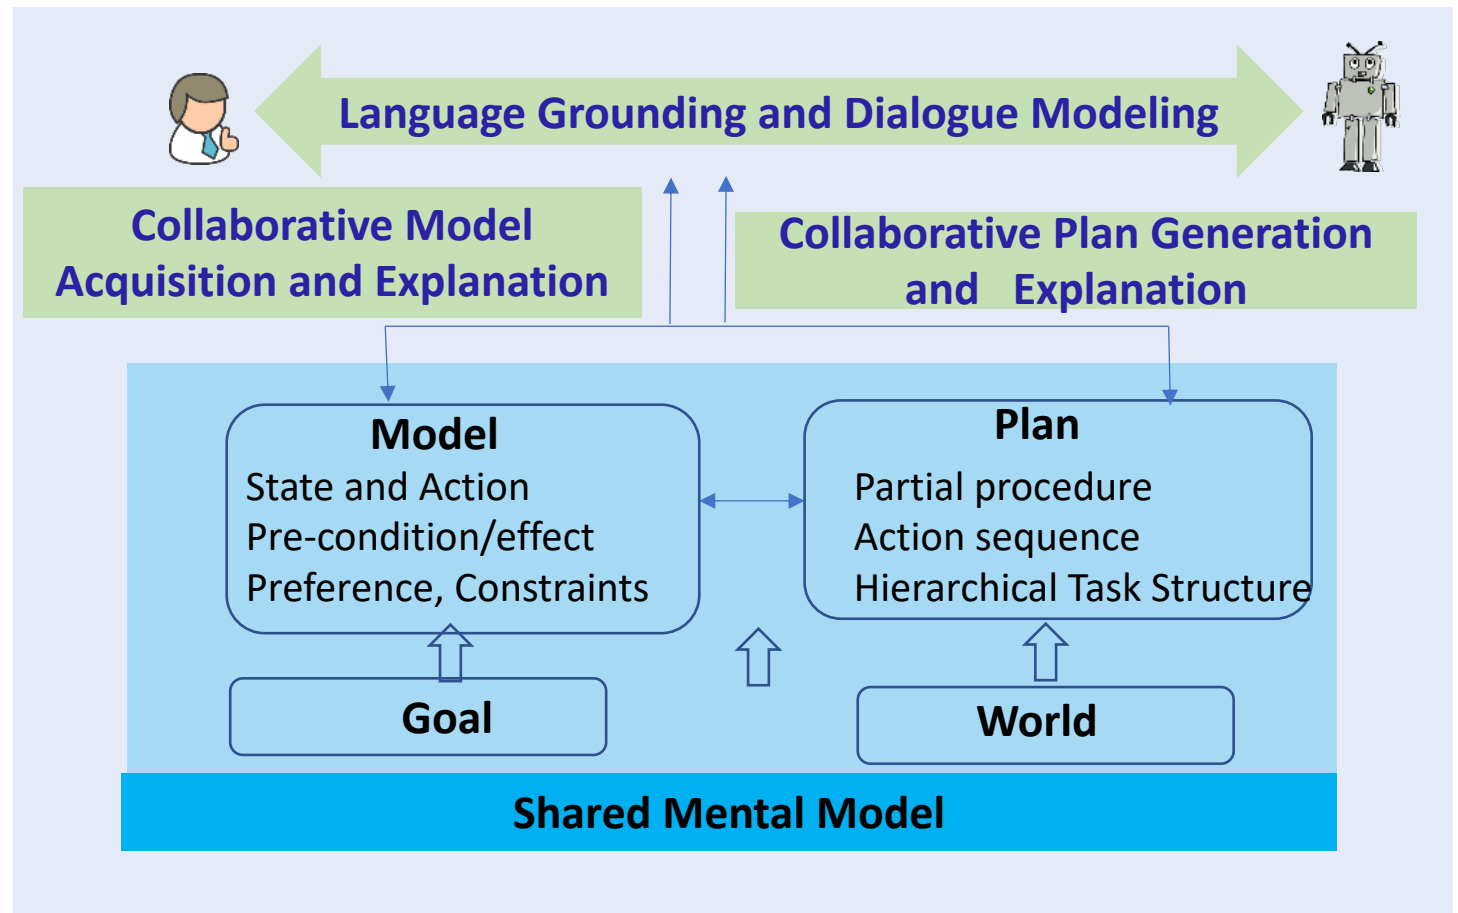 Language Grounding and Dialogue Modeling
Collaborative Model
Acquisition and Explanation
Collaborative Plan Generation
and Explanation
Model
State and Action
Pre-condition/effect
Preference, Constraints
Plan
Partial procedure
Action sequence
Hierarchical Task Structure
Goal
World
Shared Mental Model